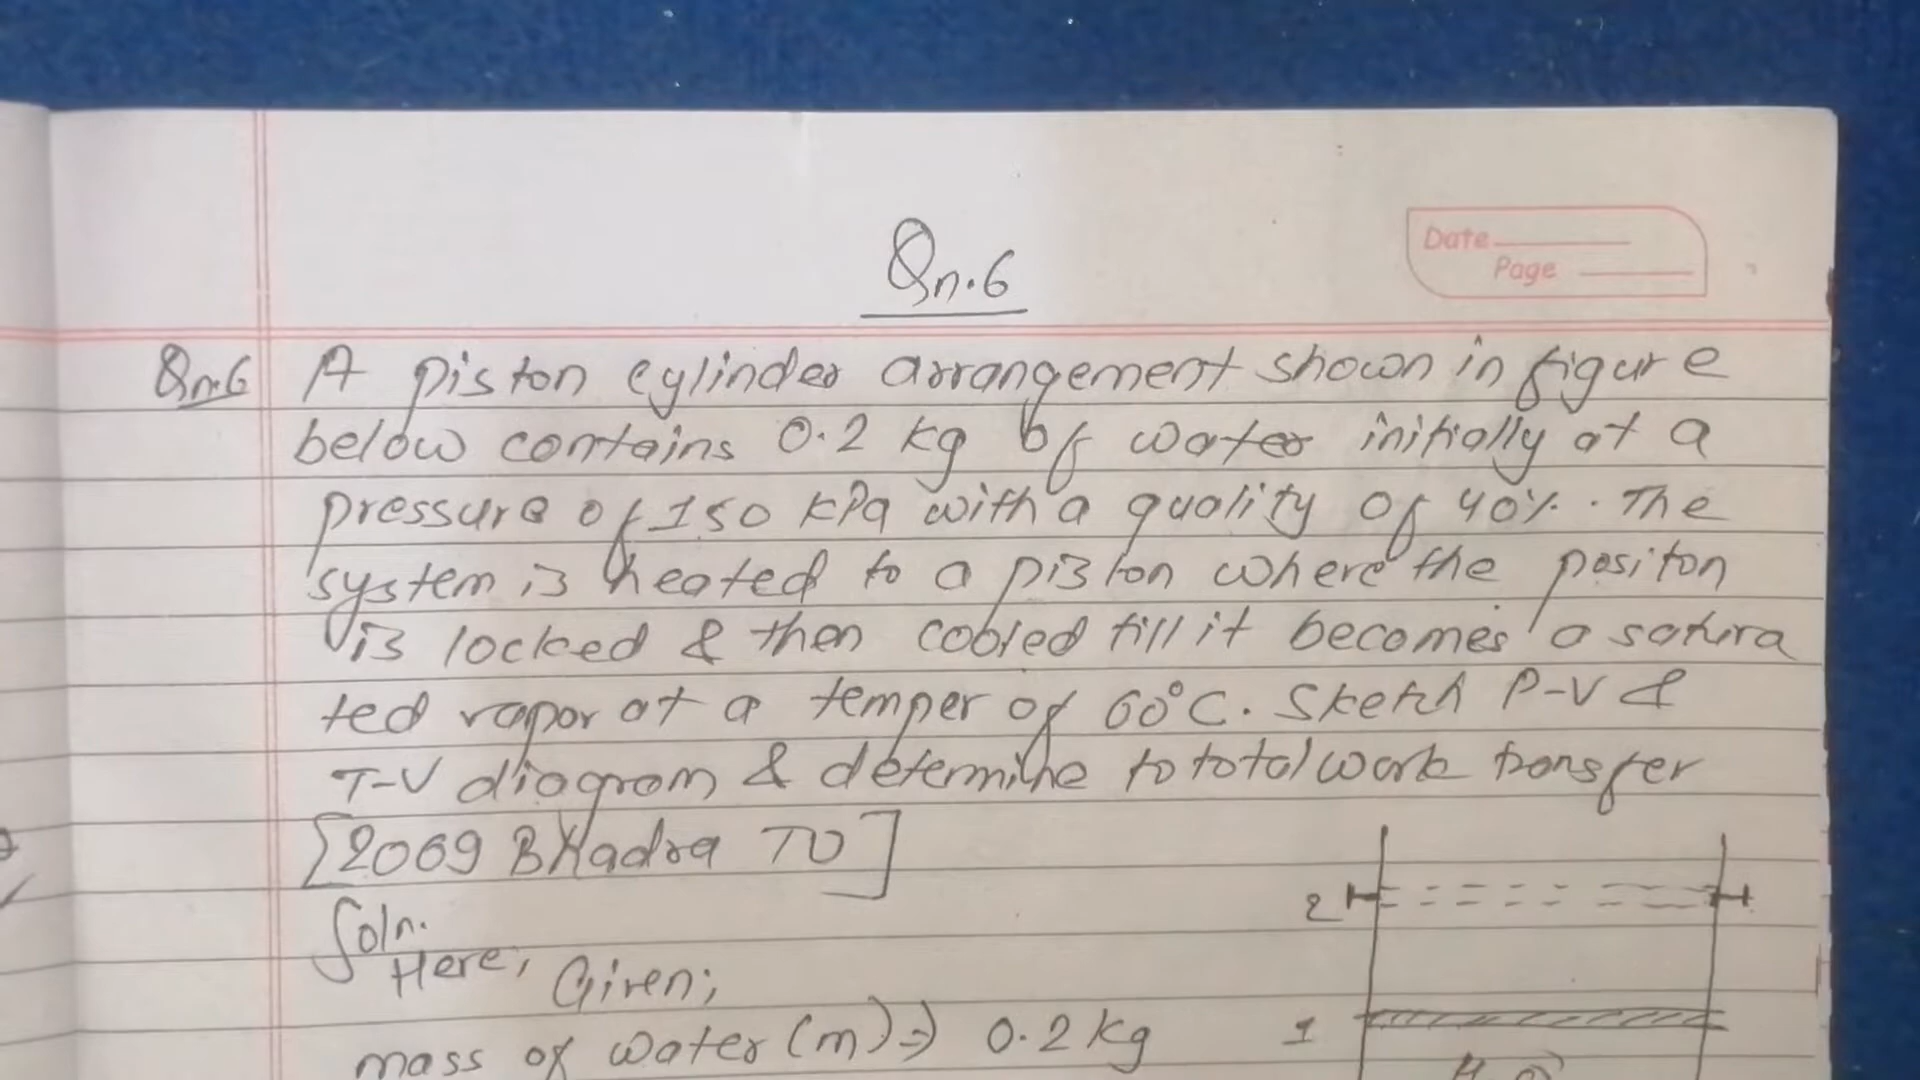 Qn.6
Date
Page
Qn.6 A piston cylinder arrangement shown in figure
below contains 0.2 kg of water initially at a
pressure of 150 kPa with a quality of 40%. The
system is heated to a piston where the positon
is locked & then cooled till it becomes a satura
ted vapor at a temper of 60°C. Sketch P-V &
T-V diagram & determine to total work transfer
[2069 Bhadra TU]
Soln.
Here, Given;
mass of water (m) => 0.2 kg
2
1